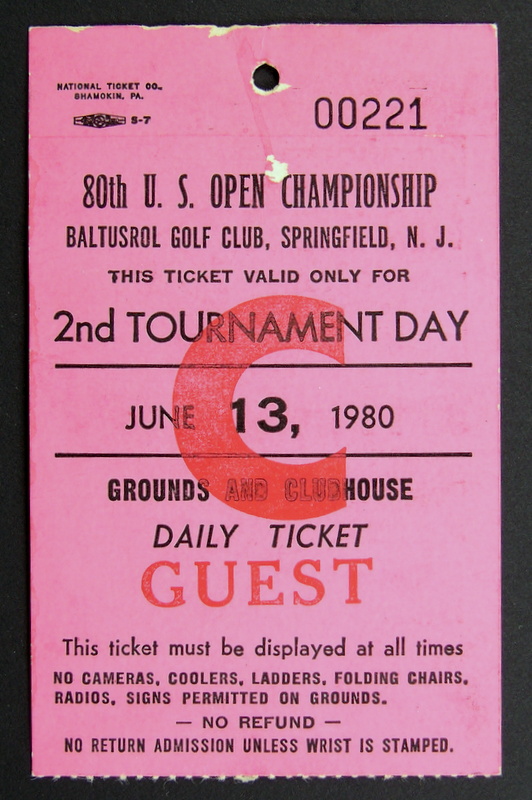 NATIONAL TICKET CO.
SHAMOKIN, PA.
S-7
00221
80th U. S. OPEN CHAMPIONSHIP
BALTUSROL GOLF CLUB, SPRINGFIELD, N. J.
THIS TICKET VALID ONLY FOR
2nd TOURNAMENT DAY
C
JUNE 13, 1980
GROUNDS AND CLUBHOUSE
DAILY TICKET
GUEST
This ticket must be displayed at all times
NO CAMERAS, COOLERS, LADDERS, FOLDING CHAIRS,
RADIOS, SIGNS PERMITTED ON GROUNDS.
— NO REFUND —
NO RETURN ADMISSION UNLESS WRIST IS STAMPED.